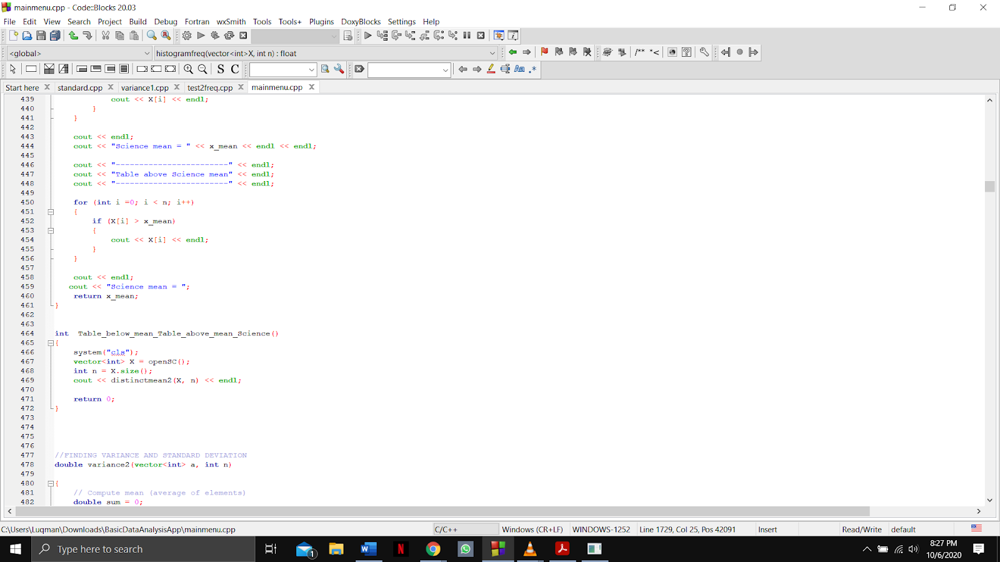 mainmenu.cpp - Code::Blocks 20.03
File Edit View Search Project Build Debug Fortran wxSmith Tools Tools+ Plugins DoxyBlocks Settings Help
<global> histogramfreq(vector<int>X, int n) : float
/** *<
S C
Aa .*
Start here standard.cpp variance1.cpp test2freq.cpp mainmenu.cpp
439 cout << X[i] << endl;
440 }
441 }
442
443 cout << endl;
444 cout << "Science mean = " << x_mean << endl << endl;
445
446 cout << "------------------------" << endl;
447 cout << "Table above Science mean" << endl;
448 cout << "------------------------" << endl;
449
450 for (int i =0; i < n; i++)
451 {
452 if (X[i] > x_mean)
453 {
454 cout << X[i] << endl;
455 }
456 }
457
458 cout << endl;
459 cout << "Science mean = ";
460 return x_mean;
461 }
462
463
464 int Table_below_mean_Table_above_mean_Science()
465 {
466 system("cls");
467 vector<int> X = openSC();
468 int n = X.size();
469 cout << distinctmean2(X, n) << endl;
470
471 return 0;
472 }
473
474
475
476
477 //FINDING VARIANCE AND STANDARD DEVIATION
478 double variance2(vector<int> a, int n)
479
480 {
481 // Compute mean (average of elements)
482 double sum = 0;
C:\Users\Luqman\Downloads\BasicDataAnalysisApp\mainmenu.cpp C/C++ Windows (CR+LF) WINDOWS-1252 Line 1729, Col 25, Pos 42091 Insert Read/Write default
Type here to search 1 8:27 PM
10/6/2020